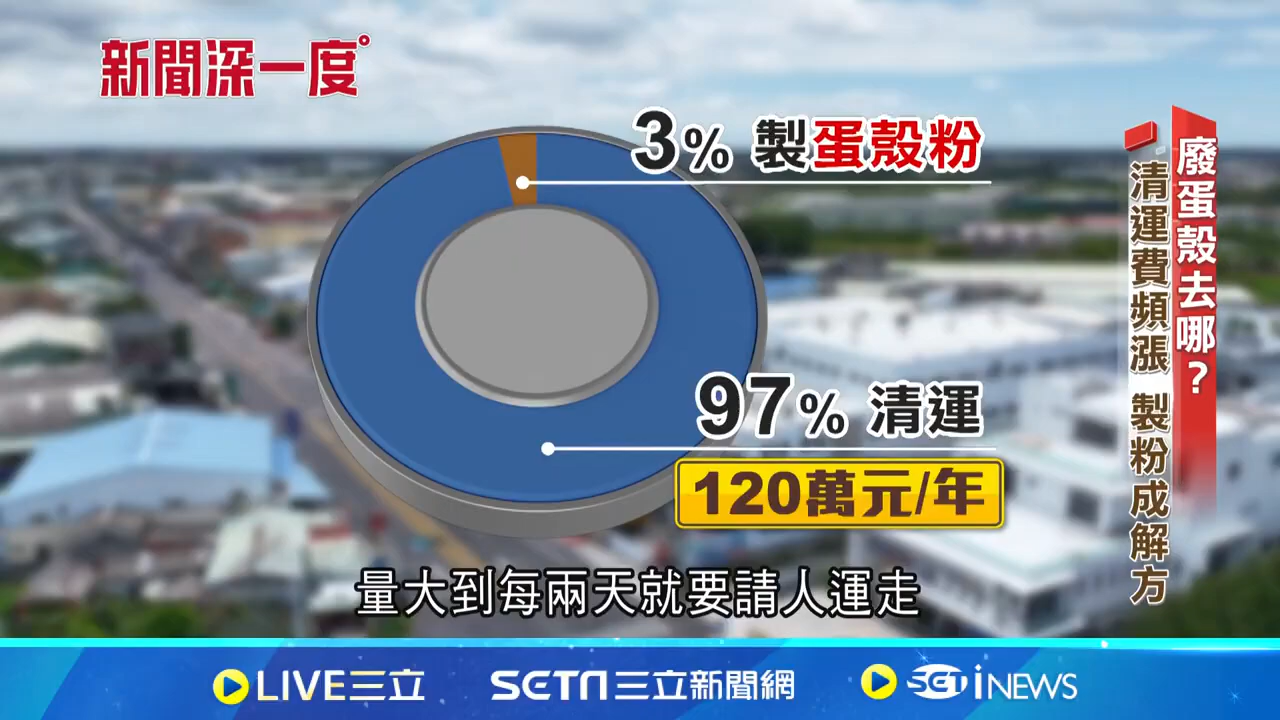 新聞深一度°
3% 製蛋殼粉
廢蛋殼去哪?
清運費頻漲 製粉成解方
97% 清運
120萬元/年
量大到每兩天就要請人運走
LIVE三立
SETN三立新聞網
SETiNEWS